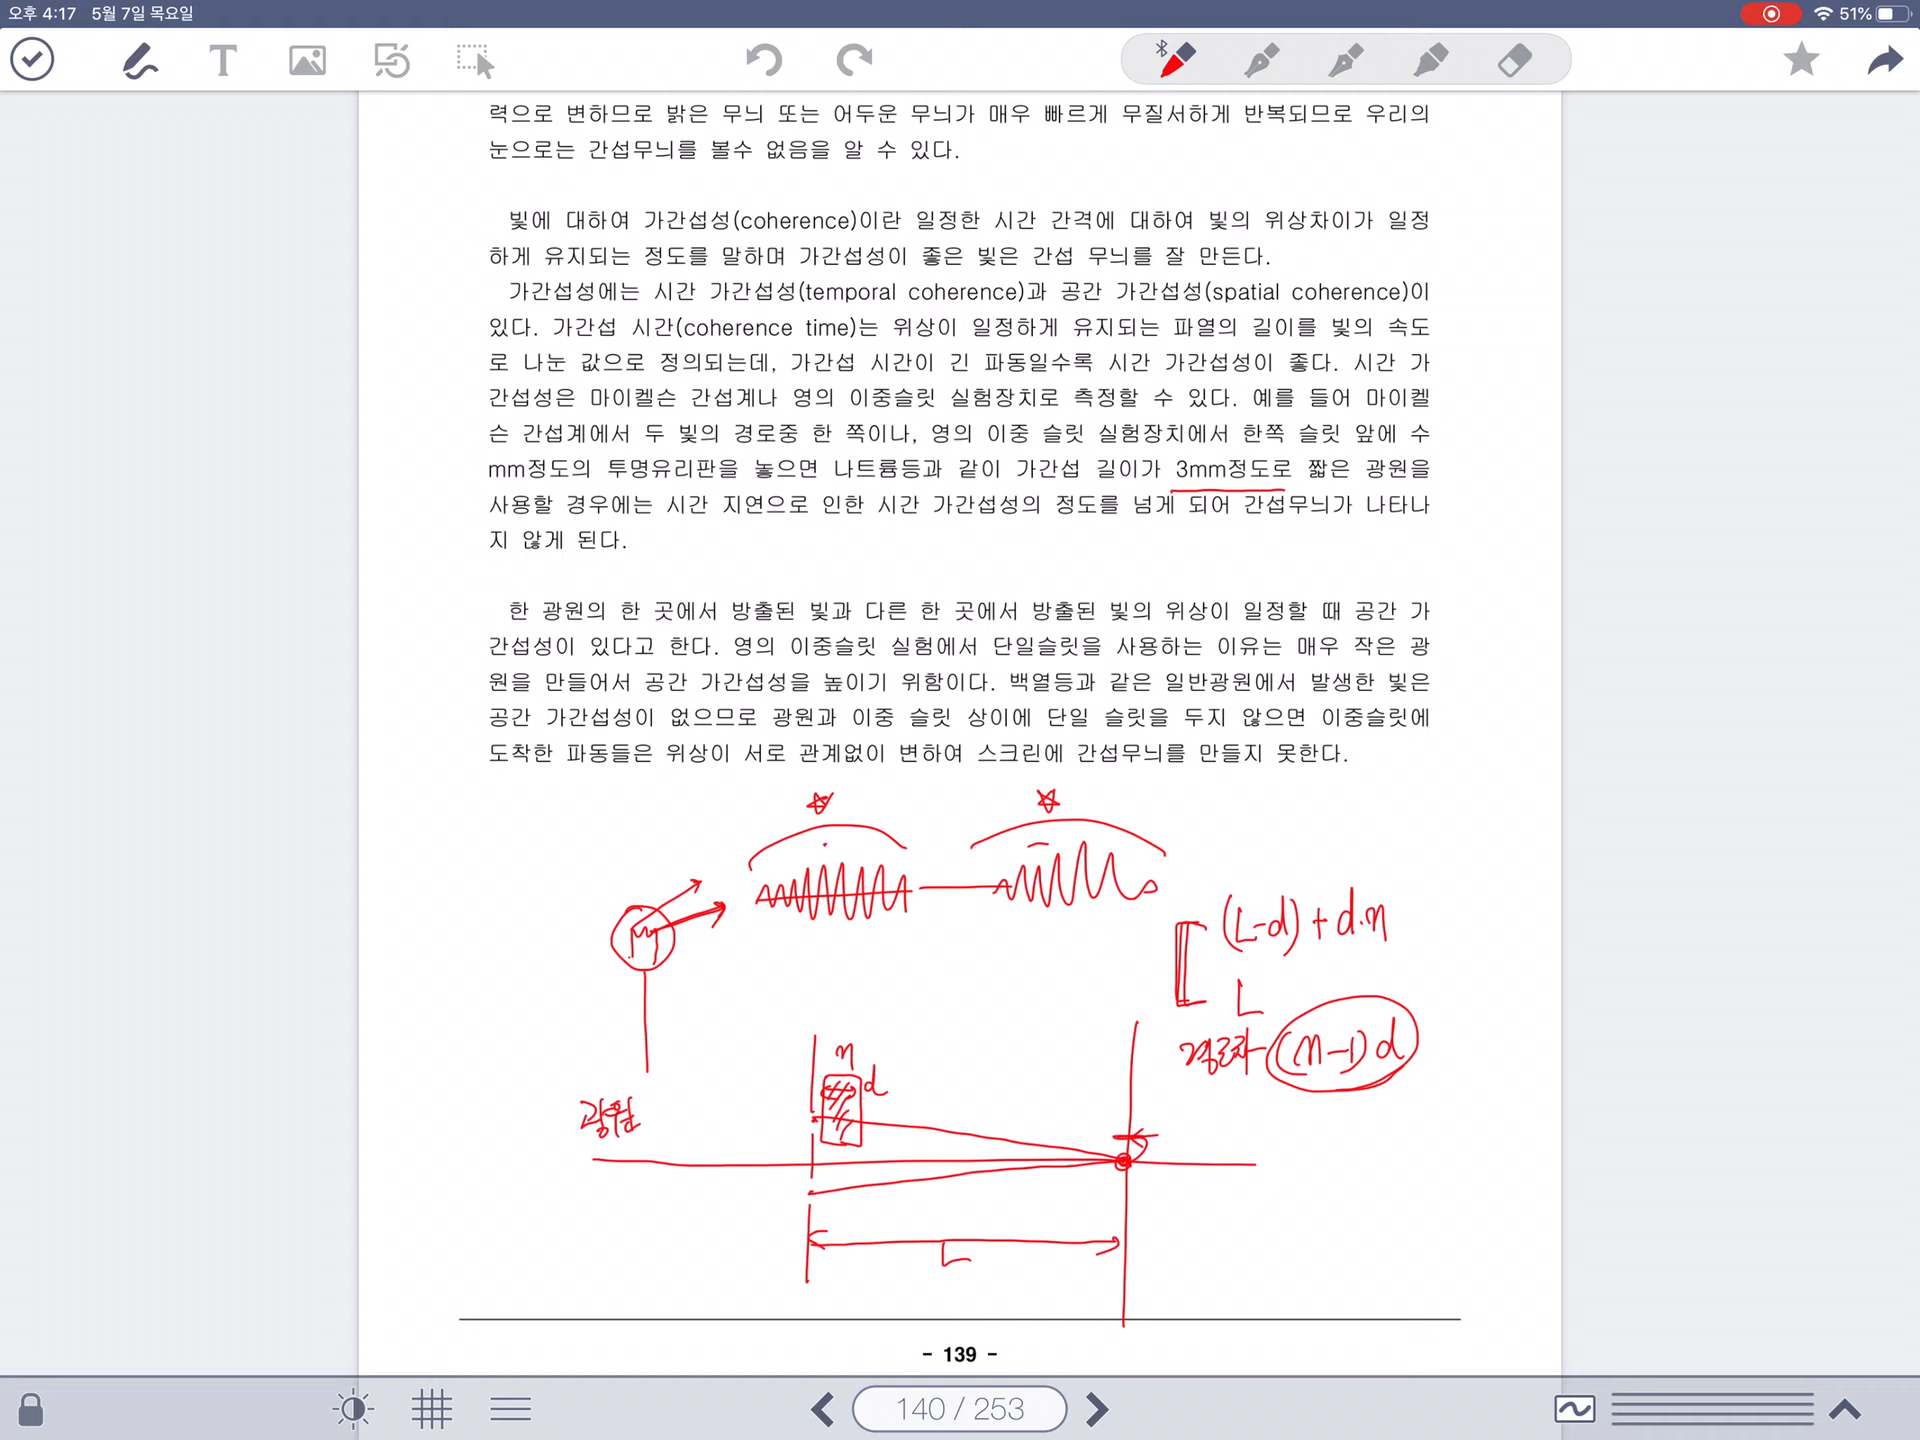 오후 4:17 5월 7일 목요일
51%
력으로 변하므로 밝은 무늬 또는 어두운 무늬가 매우 빠르게 무질서하게 반복되므로 우리의
눈으로는 간섭무늬를 볼수 없음을 알 수 있다.
빛에 대하여 가간섭성(coherence)이란 일정한 시간 간격에 대하여 빛의 위상차이가 일정
하게 유지되는 정도를 말하며 가간섭성이 좋은 빛은 간섭 무늬를 잘 만든다.
가간섭성에는 시간 가간섭성(temporal coherence)과 공간 가간섭성(spatial coherence)이
있다. 가간섭 시간(coherence time)는 위상이 일정하게 유지되는 파열의 길이를 빛의 속도
로 나눈 값으로 정의되는데, 가간섭 시간이 긴 파동일수록 시간 가간섭성이 좋다. 시간 가
간섭성은 마이켈슨 간섭계나 영의 이중슬릿 실험장치로 측정할 수 있다. 예를 들어 마이켈
슨 간섭계에서 두 빛의 경로중 한 쪽이나, 영의 이중 슬릿 실험장치에서 한쪽 슬릿 앞에 수
mm정도의 투명유리판을 놓으면 나트륨등과 같이 가간섭 길이가 3mm정도로 짧은 광원을
사용할 경우에는 시간 지연으로 인한 시간 가간섭성의 정도를 넘게 되어 간섭무늬가 나타나
지 않게 된다.
한 광원의 한 곳에서 방출된 빛과 다른 한 곳에서 방출된 빛의 위상이 일정할 때 공간 가
간섭성이 있다고 한다. 영의 이중슬릿 실험에서 단일슬릿을 사용하는 이유는 매우 작은 광
원을 만들어서 공간 가간섭성을 높이기 위함이다. 백열등과 같은 일반광원에서 발생한 빛은
공간 가간섭성이 없으므로 광원과 이중 슬릿 상이에 단일 슬릿을 두지 않으면 이중슬릿에
도착한 파동들은 위상이 서로 관계없이 변하여 스크린에 간섭무늬를 만들지 못한다.
(L-d) + d·n
L
경로차 (n-1)d
n
d
광원
L
- 139 -
140 / 253